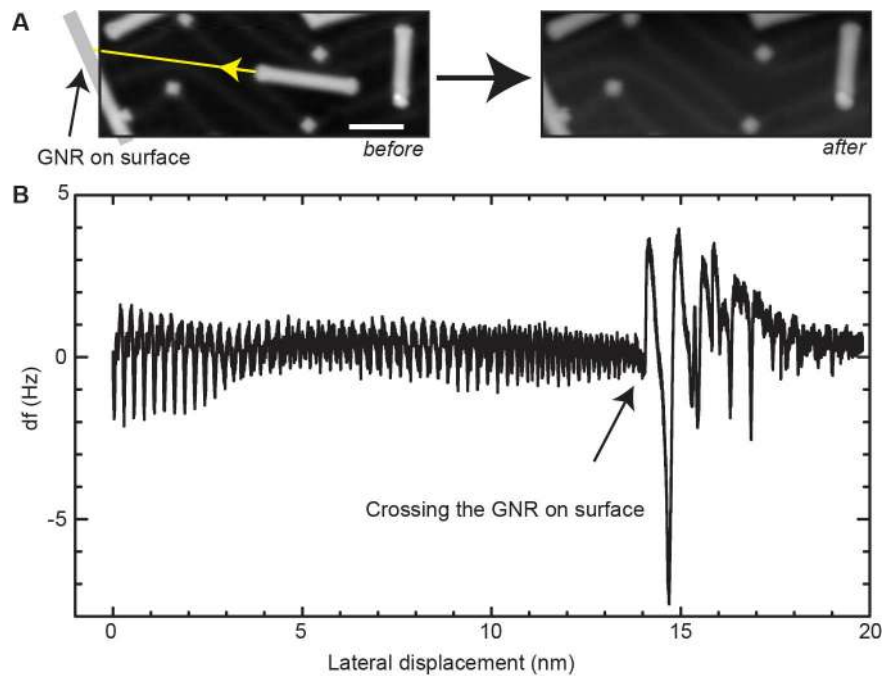 A
GNR on surface
before
after
B
5
0
-5
df (Hz)
Crossing the GNR on surface
0
5
10
15
20
Lateral displacement (nm)